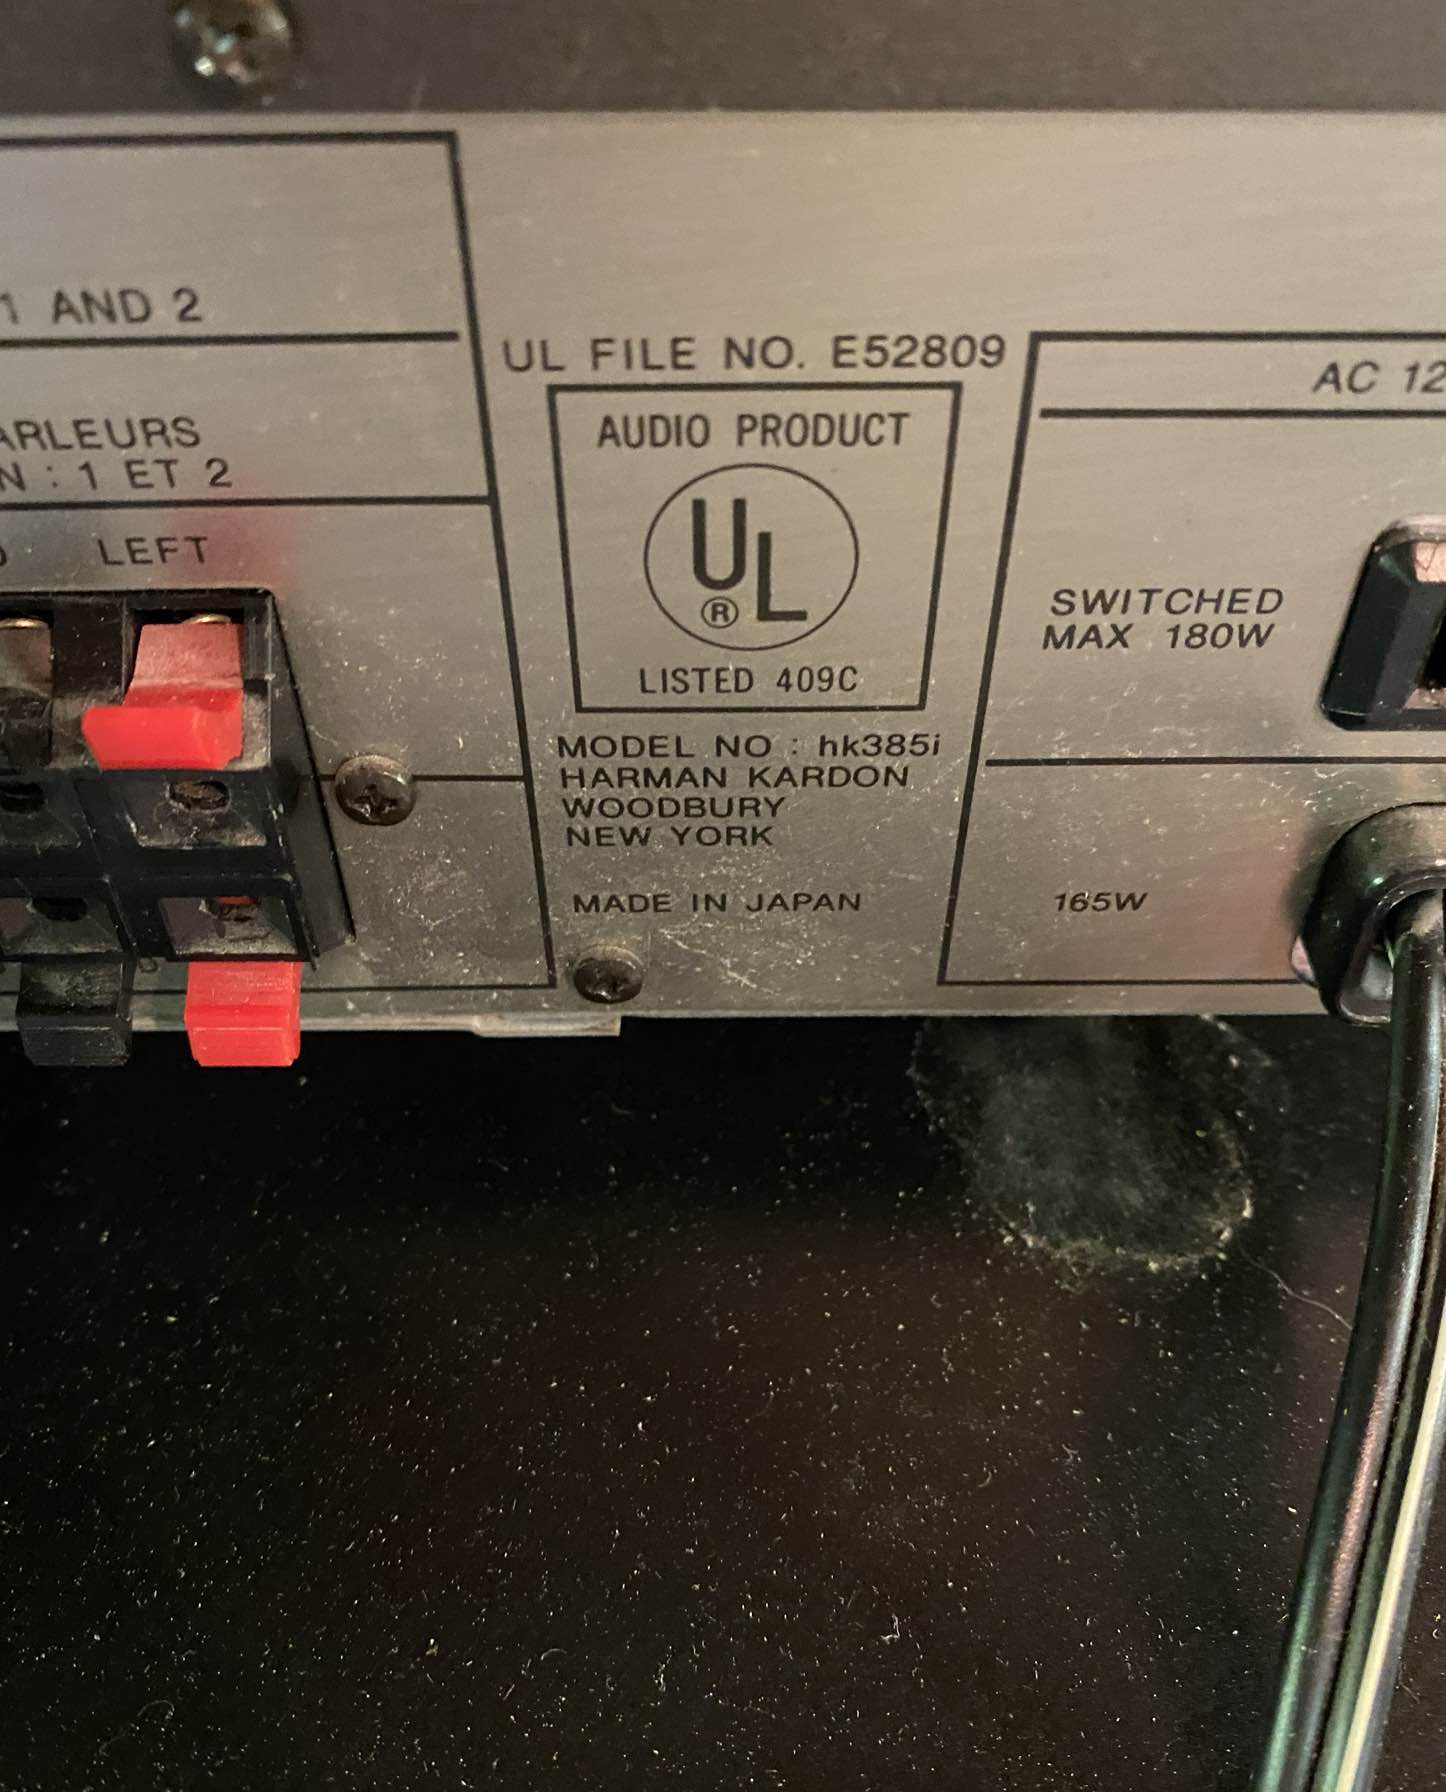 1 AND 2
ARLEURS
N : 1 ET 2
LEFT
UL FILE NO. E52809
AUDIO PRODUCT
UL
®
LISTED 409C
MODEL NO : hk385i
HARMAN KARDON
WOODBURY
NEW YORK
MADE IN JAPAN
AC 12
SWITCHED
MAX 180W
165W